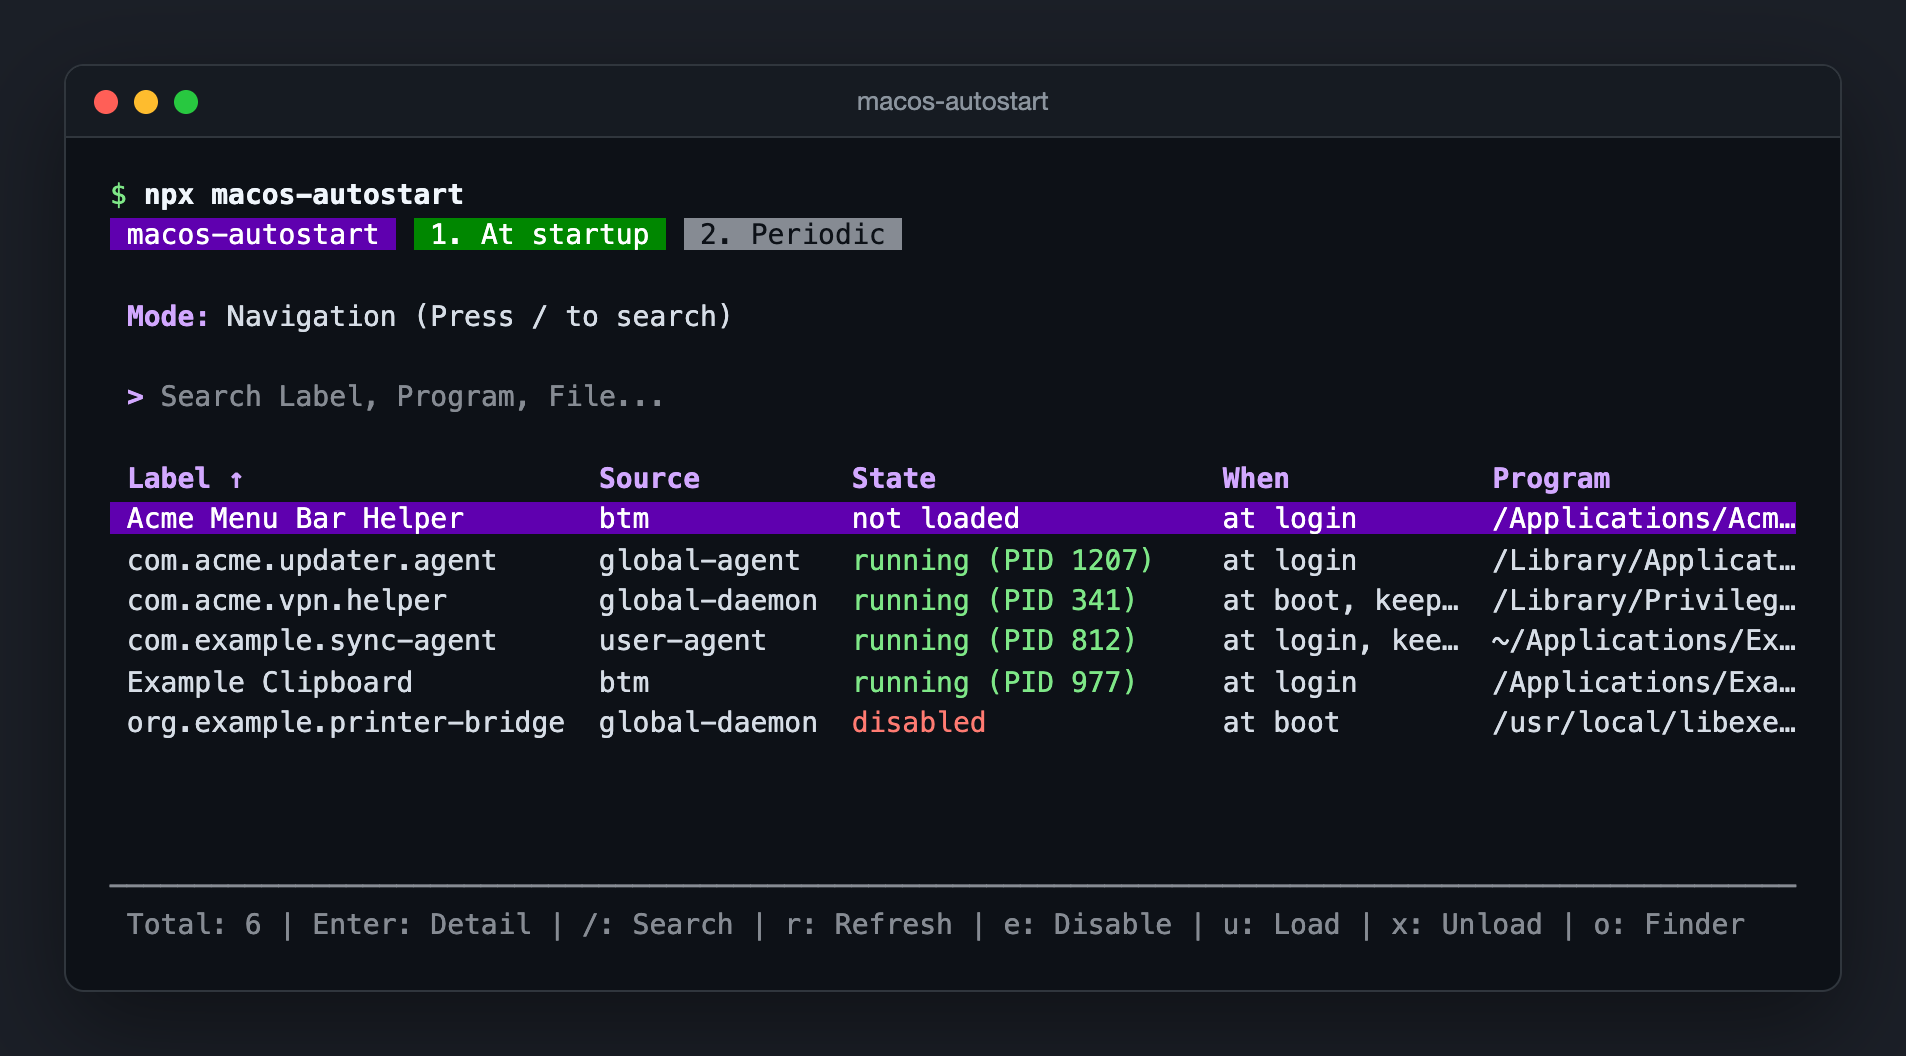 macos-autostart
$ npx macos-autostart
macos-autostart 1. At startup 2. Periodic
Mode: Navigation (Press / to search)
> Search Label, Program, File...
Label ↑ Source State When Program
Acme Menu Bar Helper btm not loaded at login /Applications/Acm…
com.acme.updater.agent global-agent running (PID 1207) at login /Library/Applicat…
com.acme.vpn.helper global-daemon running (PID 341) at boot, keep… /Library/Privileg…
com.example.sync-agent user-agent running (PID 812) at login, kee… ~/Applications/Ex…
Example Clipboard btm running (PID 977) at login /Applications/Exa…
org.example.printer-bridge global-daemon disabled at boot /usr/local/libexe…
Total: 6 | Enter: Detail | /: Search | r: Refresh | e: Disable | u: Load | x: Unload | o: Finder